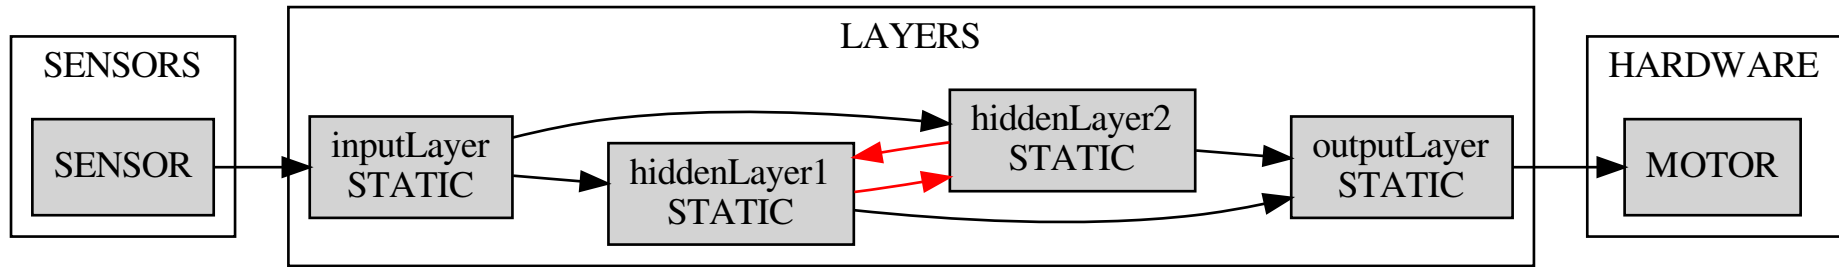 SENSORS
SENSOR
LAYERS
inputLayer
STATIC
hiddenLayer1
STATIC
hiddenLayer2
STATIC
outputLayer
STATIC
HARDWARE
MOTOR